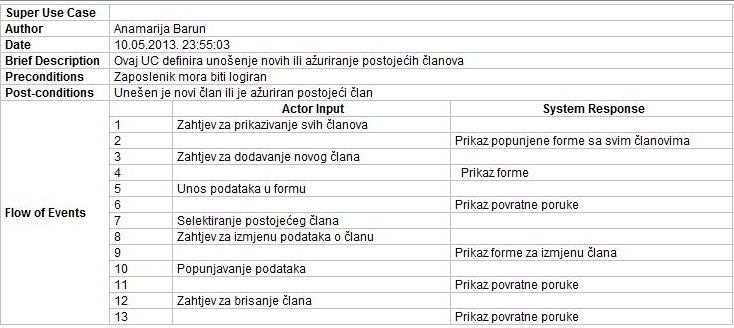 Super Use Case
Author Anamarija Barun
Date 10.05.2013. 23:55:03
Brief Description Ovaj UC definira unošenje novih ili ažuriranje postojećih članova
Preconditions Zaposlenik mora biti logiran
Post-conditions Unešen je novi član ili je ažuriran postojeći član
Flow of Events
Actor Input System Response
1 Zahtjev za prikazivanje svih članova
2 Prikaz popunjene forme sa svim članovima
3 Zahtjev za dodavanje novog člana
4 Prikaz forme
5 Unos podataka u formu
6 Prikaz povratne poruke
7 Selektiranje postojećeg člana
8 Zahtjev za izmjenu podataka o članu
9 Prikaz forme za izmjenu člana
10 Popunjavanje podataka
11 Prikaz povratne poruke
12 Zahtjev za brisanje člana
13 Prikaz povratne poruke